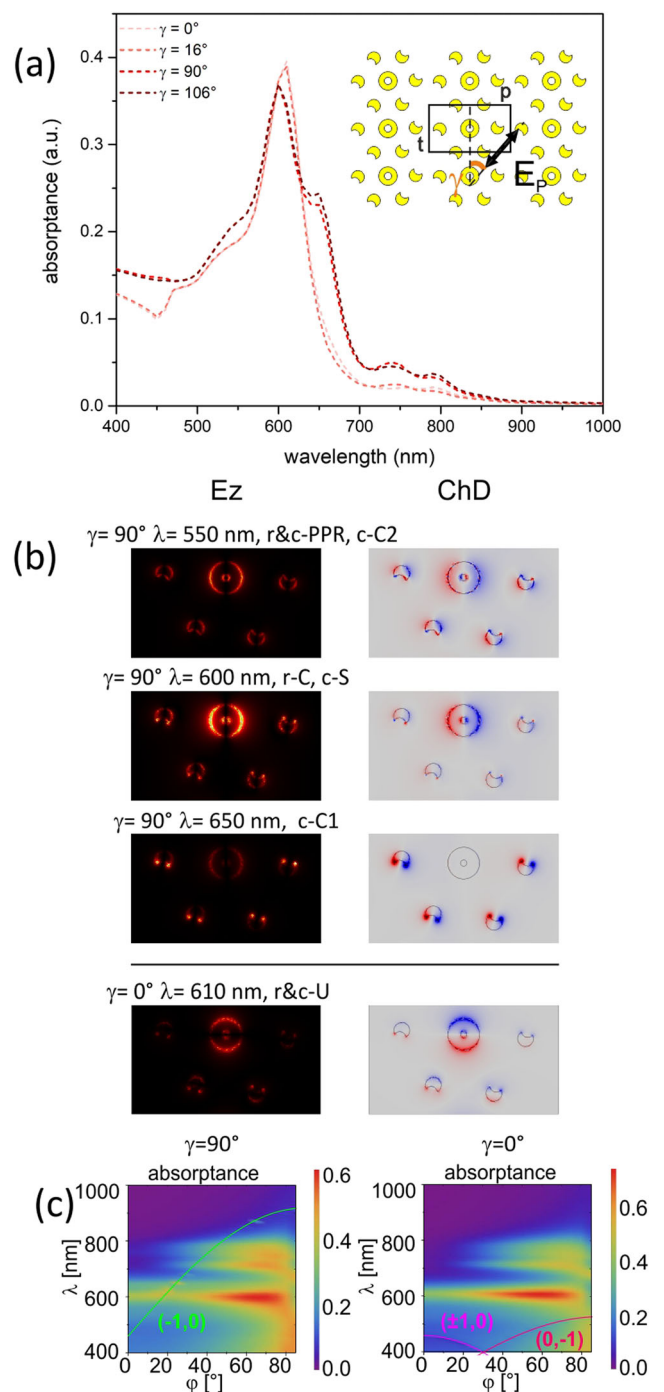 (a)
0.4
0.3
0.2
0.1
0.0
absorptance (a.u.)
γ = 0°
γ = 16°
γ = 90°
γ = 106°
p
t
γ
E_P
400 500 600 700 800 900 1000
wavelength (nm)
Ez ChD
(b)
γ= 90° λ= 550 nm, r&c-PPR, c-C2
γ= 90° λ= 600 nm, r-C, c-S
γ= 90° λ= 650 nm, c-C1
γ= 0° λ= 610 nm, r&c-U
(c)
γ=90° γ=0°
absorptance absorptance
1000 0.6 1000
800 0.4 800 0.6
λ [nm] λ [nm]
600 0.2 600 0.4
(-1,0) (±1,0) (0,-1) 0.2
400 0.0 400 0.0
0 20 40 60 80 0 20 40 60 80
φ [°] φ [°]